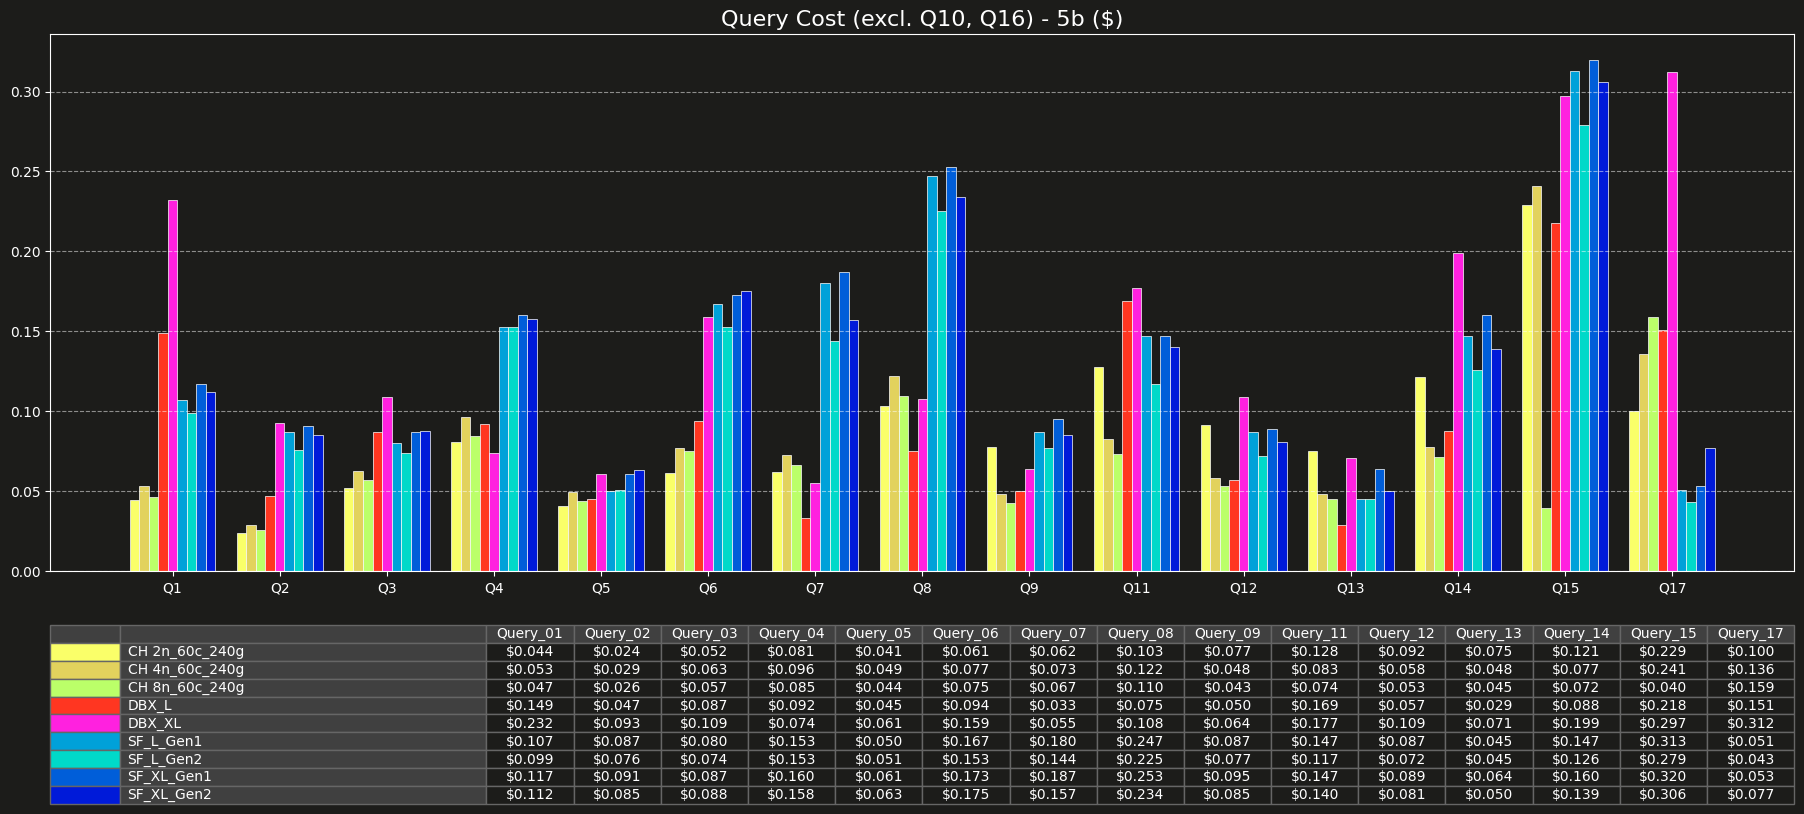 Query Cost (excl. Q10, Q16) - 5b ($)
0.30
0.25
0.20
0.15
0.10
0.05
0.00
Q1 Q2 Q3 Q4 Q5 Q6 Q7 Q8 Q9 Q11 Q12 Q13 Q14 Q15 Q17
Query_01 Query_02 Query_03 Query_04 Query_05 Query_06 Query_07 Query_08 Query_09 Query_11 Query_12 Query_13 Query_14 Query_15 Query_17
CH 2n_60c_240g $0.044 $0.024 $0.052 $0.081 $0.041 $0.061 $0.062 $0.103 $0.077 $0.128 $0.092 $0.075 $0.121 $0.229 $0.100
CH 4n_60c_240g $0.053 $0.029 $0.063 $0.096 $0.049 $0.077 $0.073 $0.122 $0.048 $0.083 $0.058 $0.048 $0.077 $0.241 $0.136
CH 8n_60c_240g $0.047 $0.026 $0.057 $0.085 $0.044 $0.075 $0.067 $0.110 $0.043 $0.074 $0.053 $0.045 $0.072 $0.040 $0.159
DBX_L $0.149 $0.047 $0.087 $0.092 $0.045 $0.094 $0.033 $0.075 $0.050 $0.169 $0.057 $0.029 $0.088 $0.218 $0.151
DBX_XL $0.232 $0.093 $0.109 $0.074 $0.061 $0.159 $0.055 $0.108 $0.064 $0.177 $0.109 $0.071 $0.199 $0.297 $0.312
SF_L_Gen1 $0.107 $0.087 $0.080 $0.153 $0.050 $0.167 $0.180 $0.247 $0.087 $0.147 $0.087 $0.045 $0.147 $0.313 $0.051
SF_L_Gen2 $0.099 $0.076 $0.074 $0.153 $0.051 $0.153 $0.144 $0.225 $0.077 $0.117 $0.072 $0.045 $0.126 $0.279 $0.043
SF_XL_Gen1 $0.117 $0.091 $0.087 $0.160 $0.061 $0.173 $0.187 $0.253 $0.095 $0.147 $0.089 $0.064 $0.160 $0.320 $0.053
SF_XL_Gen2 $0.112 $0.085 $0.088 $0.158 $0.063 $0.175 $0.157 $0.234 $0.085 $0.140 $0.081 $0.050 $0.139 $0.306 $0.077